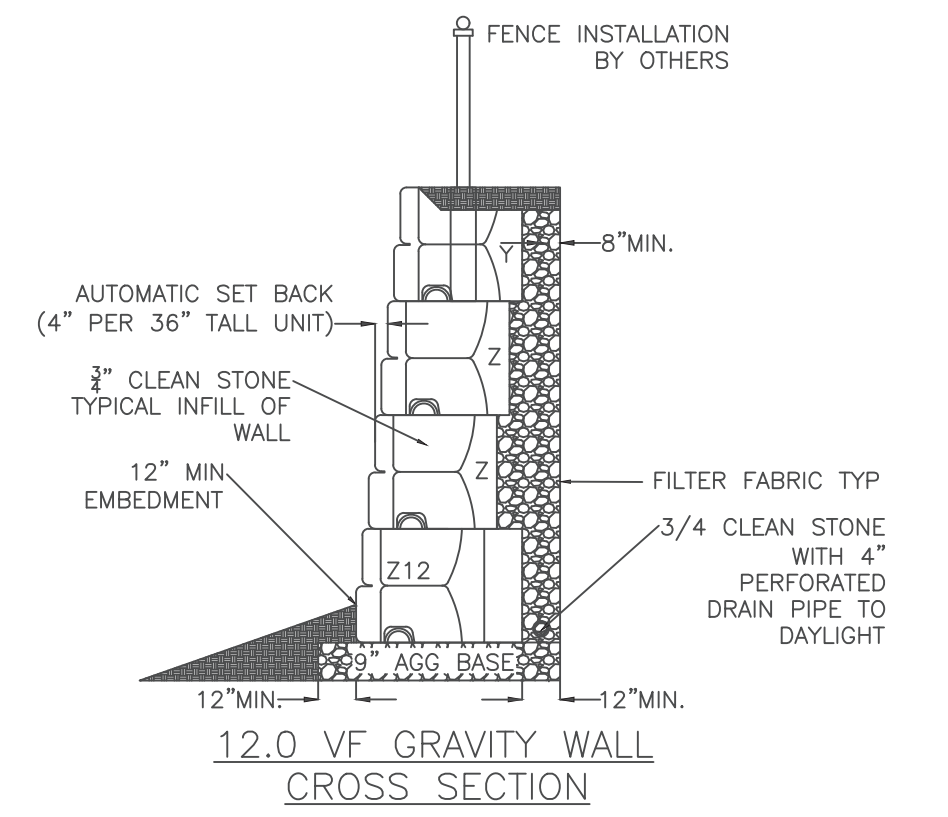 FENCE INSTALLATION
BY OTHERS
8"MIN.
Y
AUTOMATIC SET BACK
(4" PER 36" TALL UNIT)
Z
3/4" CLEAN STONE
TYPICAL INFILL OF
WALL
Z
12" MIN
EMBEDMENT
FILTER FABRIC TYP
3/4 CLEAN STONE
WITH 4"
PERFORATED
DRAIN PIPE TO
DAYLIGHT
Z12
9" AGG BASE
12"MIN.
12"MIN.
12.0 VF GRAVITY WALL
CROSS SECTION